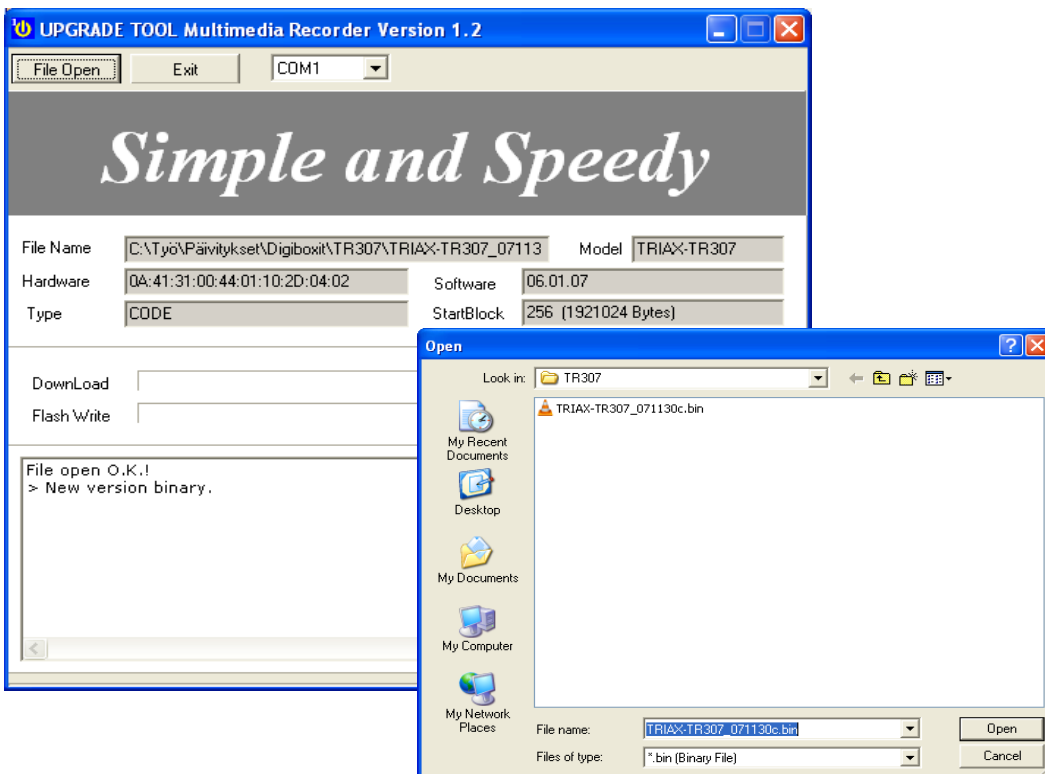 UPGRADE TOOL Multimedia Recorder Version 1.2
File Open Exit COM1
Simple and Speedy
File Name C:\Työ\Päivitykset\Digiboxit\TR307\TRIAX-TR307_07113 Model TRIAX-TR307
Hardware 0A:41:31:00:44:01:10:2D:04:02 Software 06.01.07
Type CODE StartBlock 256 (1921024 Bytes)
DownLoad
Flash Write
File open O.K.!
> New version binary.
Open
Look in: TR307
TRIAX-TR307_071130c.bin
My Recent
Documents
Desktop
My Documents
My Computer
My Network
Places
File name: TRIAX-TR307_071130c.bin Open
Files of type: *.bin (Binary File) Cancel